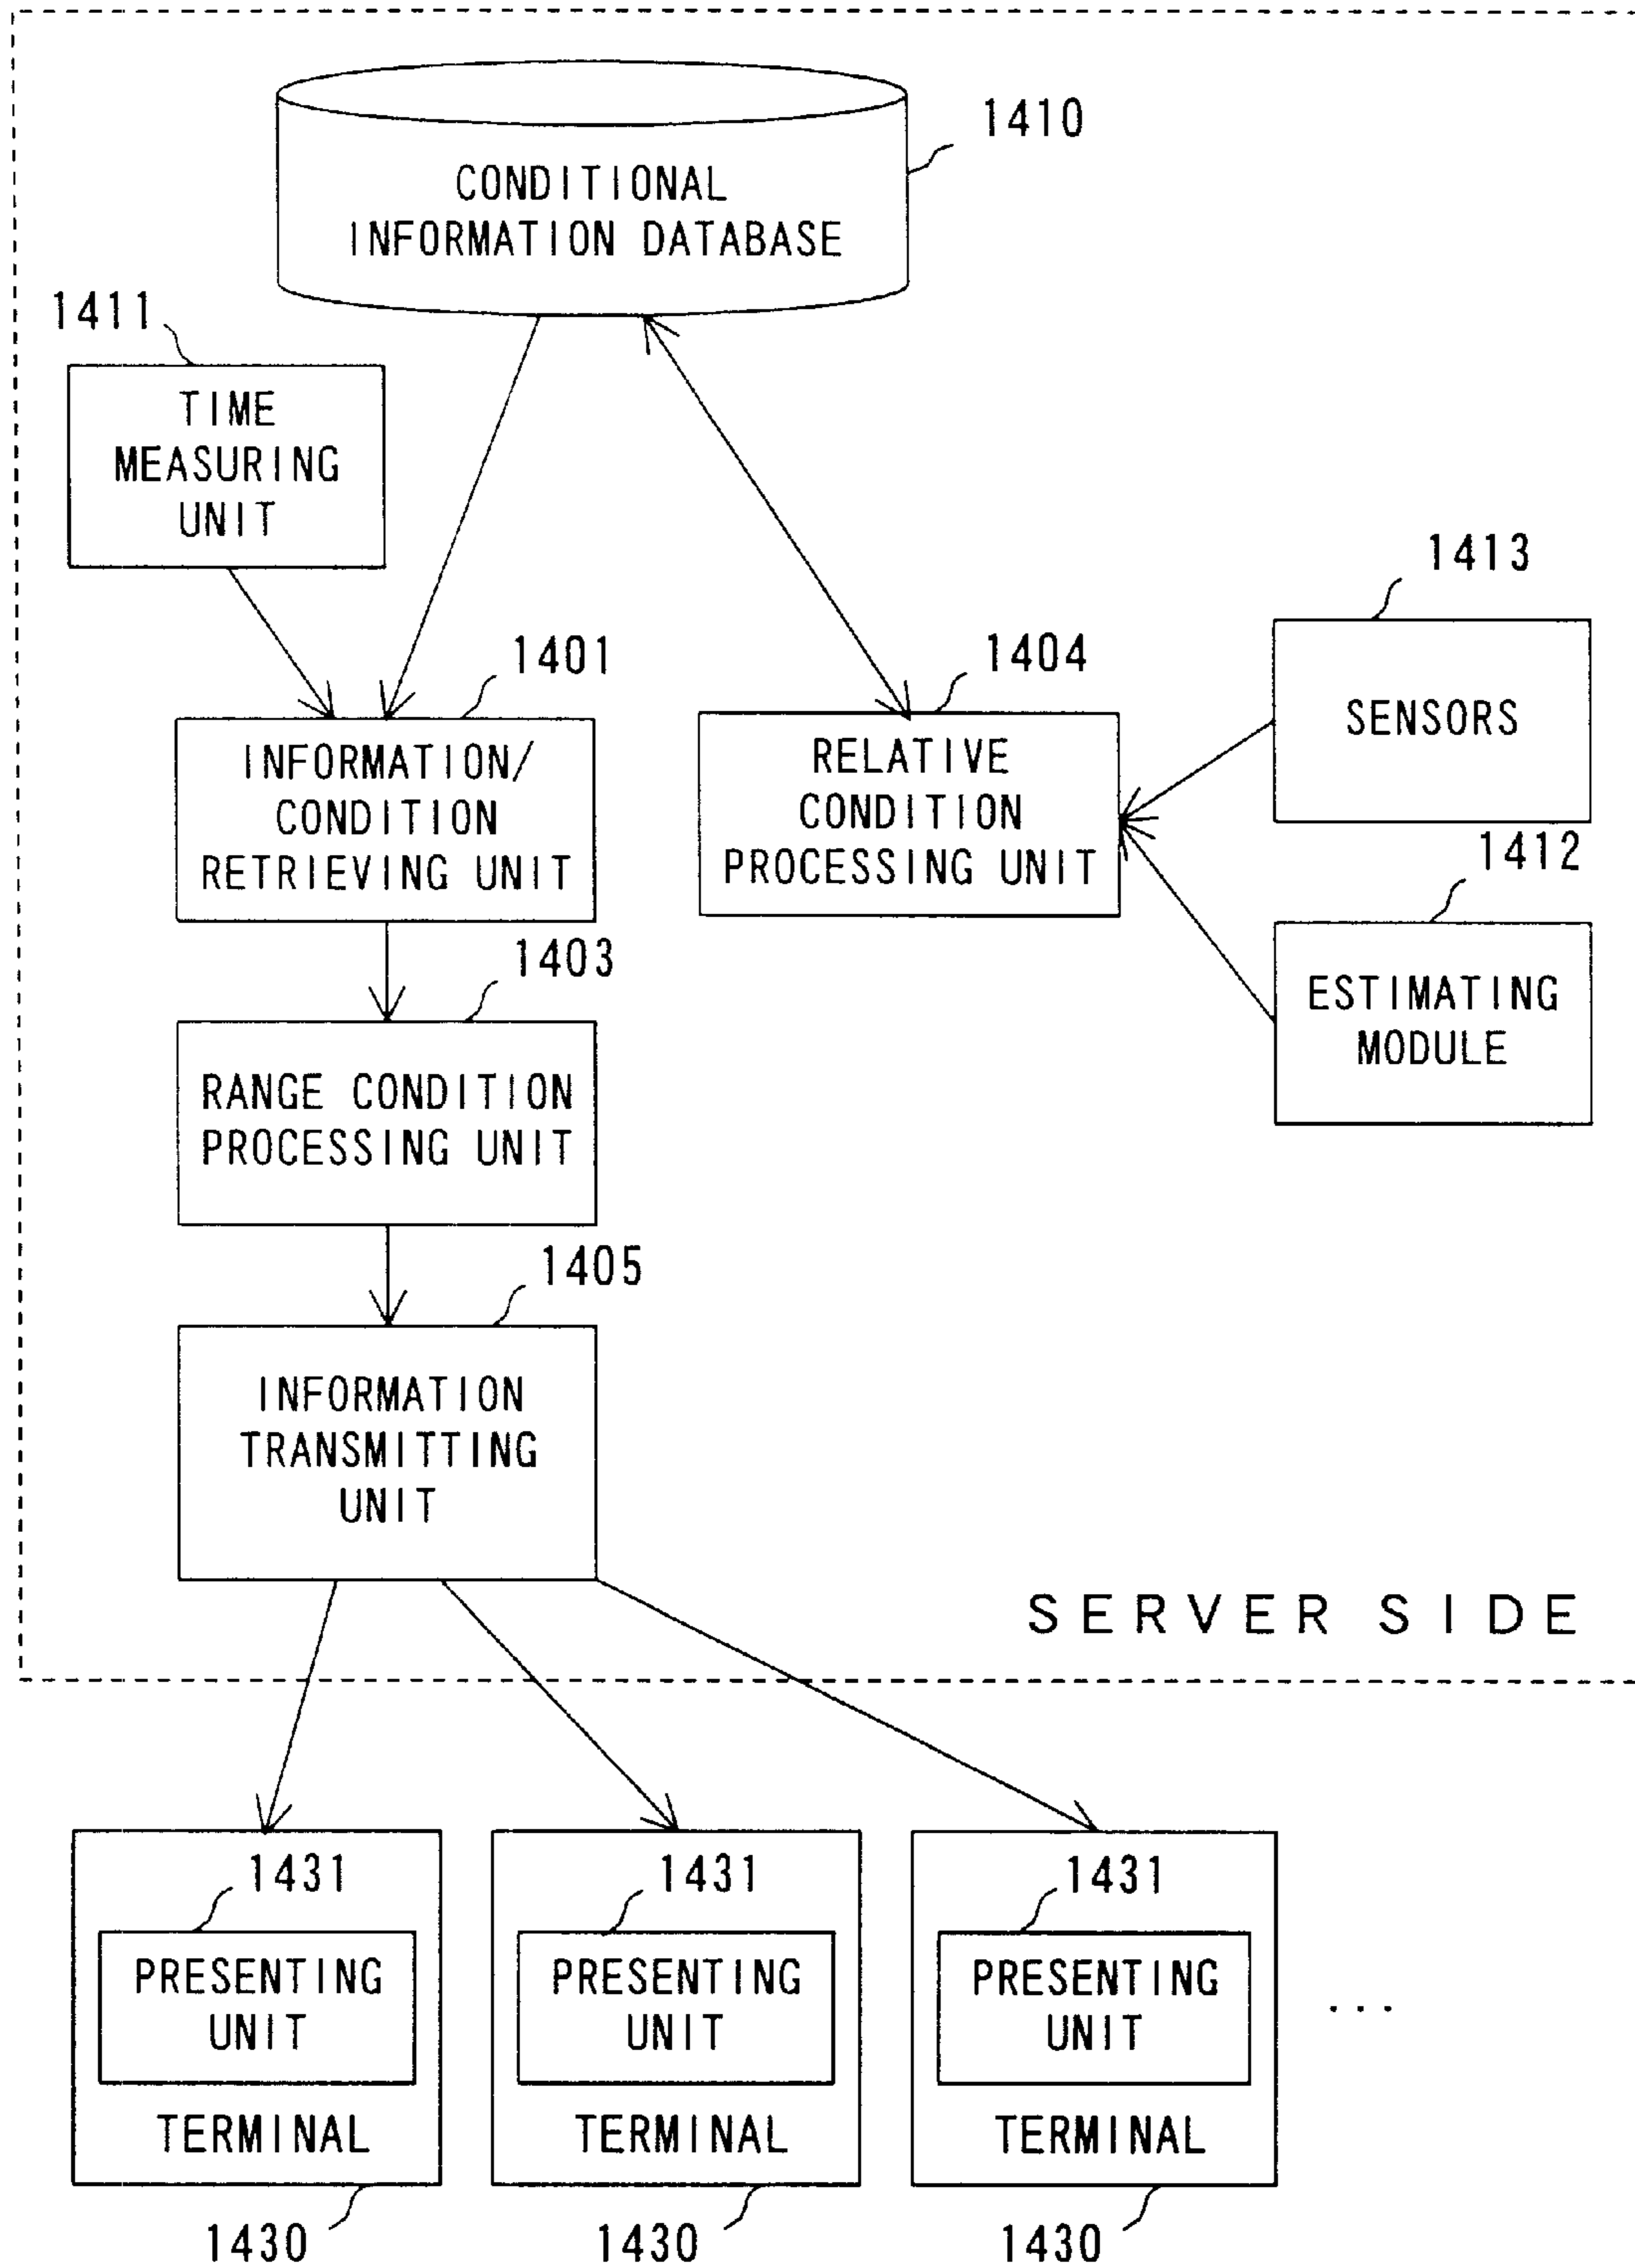 1410
CONDITIONAL
INFORMATION DATABASE
1411
TIME
MEASURING
UNIT
1413
SENSORS
1401
INFORMATION/
CONDITION
RETRIEVING UNIT
1404
RELATIVE
CONDITION
PROCESSING UNIT
1412
ESTIMATING
MODULE
1403
RANGE CONDITION
PROCESSING UNIT
1405
INFORMATION
TRANSMITTING
UNIT
SERVER SIDE
1431
PRESENTING
UNIT
TERMINAL
1430
1431
PRESENTING
UNIT
TERMINAL
1430
1431
PRESENTING
UNIT
TERMINAL
1430
...